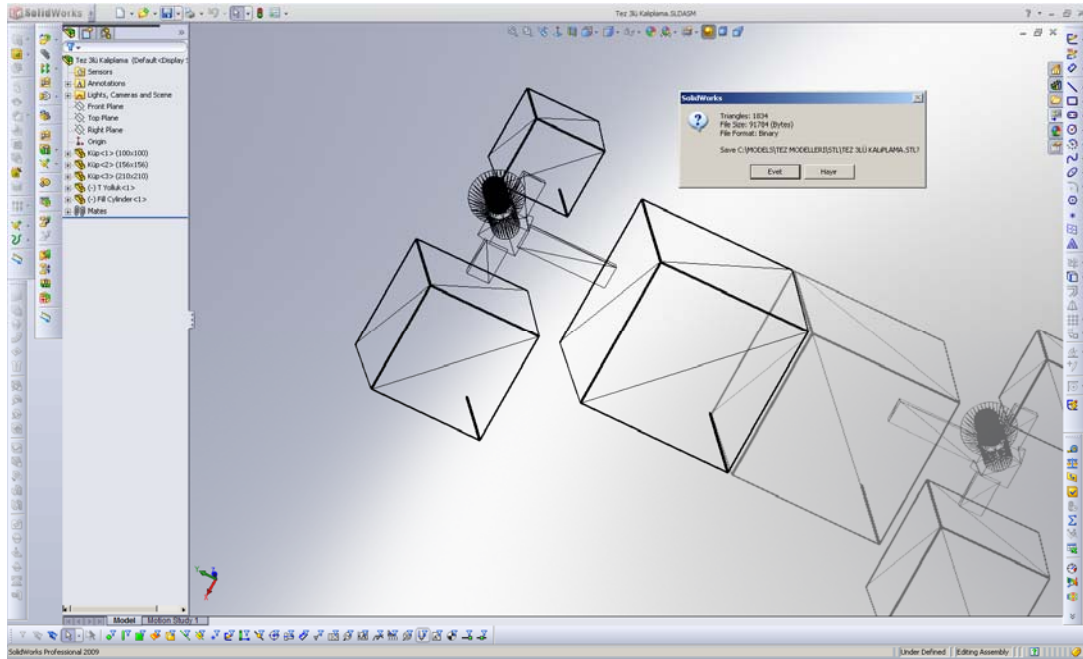 SolidWorks
Tez 3lü Kalıplama.SLDASM
Tez 3lü Kalıplama (Default<Display
Sensors
Annotations
Lights, Cameras and Scene
Front Plane
Top Plane
Right Plane
Origin
Küp<1> (100x100)
Küp<2> (156x156)
Küp<3> (210x210)
(-) T Yolluk<1>
(-) Fill Cylinder<1>
Mates
SolidWorks
Triangles: 1834
File Size: 91784 (Bytes)
File Format: Binary
Save C:\MODELS\TEZ MODELLERI\STL\TEZ 3LÜ KALıPLAMA.STL?
Evet
Hayır
Model
Motion Study 1
SolidWorks Professional 2009
Under Defined
Editing Assembly